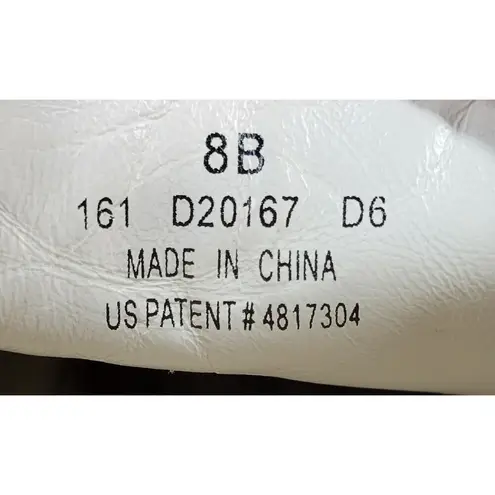 8B
161 D20167 D6
MADE IN CHINA
US PATENT # 4817304